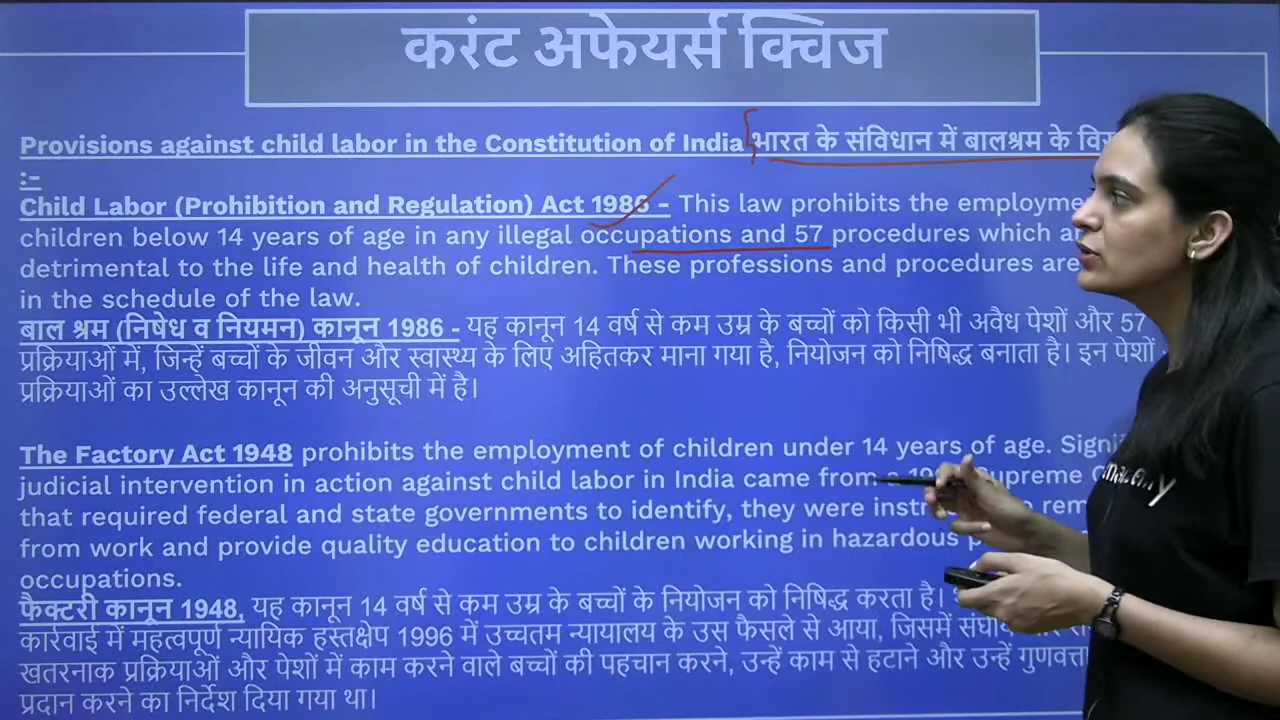 करंट अफेयर्स क्विज
Provisions against child labor in the Constitution of India भारत के संविधान में बालश्रम के
:-
Child Labor (Prohibition and Regulation) Act 1986 - This law prohibits the
children below 14 years of age in any illegal occupations and 57 procedures which
detrimental to the life and health of children. These professions and procedures are
in the schedule of the law.
बाल श्रम (निषेध व नियमन) कानून 1986 - यह कानून 14 वर्ष से कम उम्र के बच्चों को किसी भी अवैध पेशों और 57
प्रक्रियाओं में, जिन्हें बच्चों के जीवन और स्वास्थ्य के लिए अहितकर माना गया है, नियोजन को निषिद्ध बनाता है। इन पेशों
प्रक्रियाओं का उल्लेख कानून की अनुसूची में है।
The Factory Act 1948 prohibits the employment of children under 14 years of age.
judicial intervention in action against child labor in India came from Supreme
that required federal and state governments to identify, they were
from work and provide quality education to children working in hazardous
occupations.
फैक्टरी कानून 1948, यह कानून 14 वर्ष से कम उम्र के बच्चों के नियोजन को निषिद्ध करता है।
कार्रवाई में महत्वपूर्ण न्यायिक हस्तक्षेप 1996 में उच्चतम न्यायालय के उस फैसले से आया, जिसमें
खतरनाक प्रक्रियाओं और पेशों में काम करने वाले बच्चों की पहचान करने, उन्हें काम से हटाने और उन्हें
प्रदान करने का निर्देश दिया गया था।